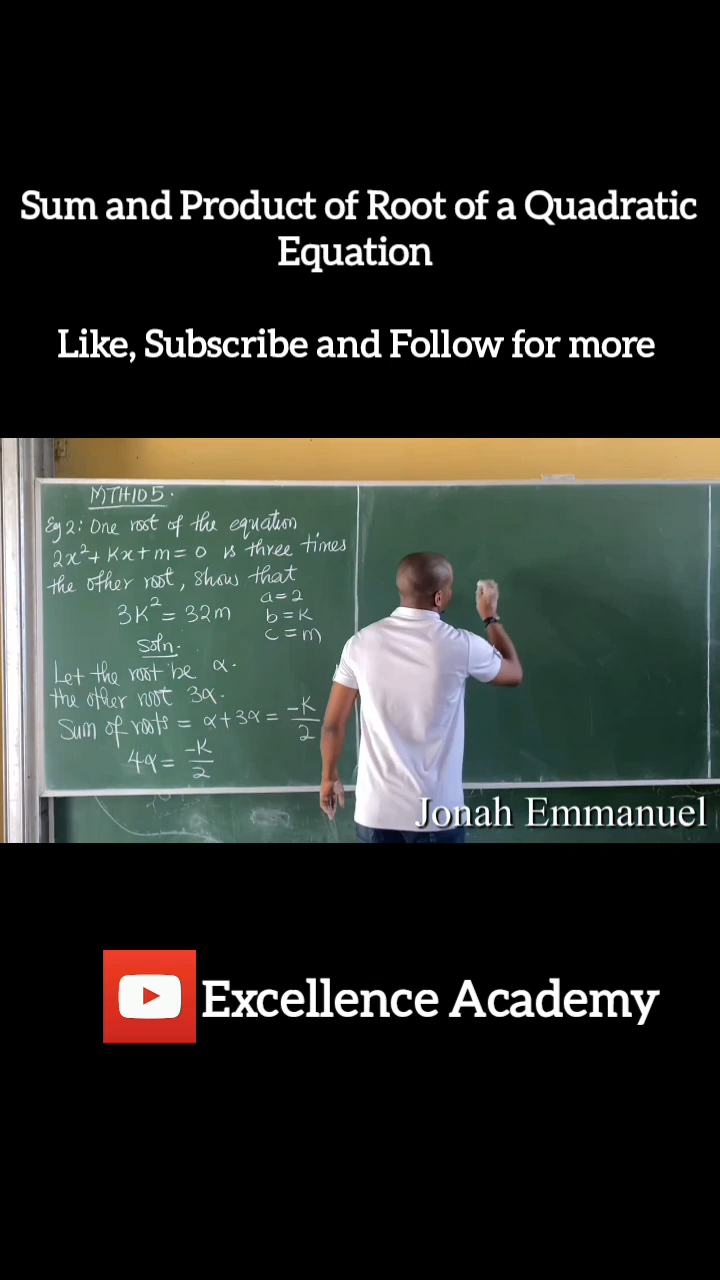 Sum and Product of Root of a Quadratic
Equation
Like, Subscribe and Follow for more
MTH105.
Eg 2: One root of the equation
2x²+ Kx+m=0 is three times
the other root, show that
3K² = 32m
a=2
b=K
c=m
Soln.
Let the root be α.
the other root 3α.
Sum of roots = α+3α = -K/2
4α = -K/2
Jonah Emmanuel
Excellence Academy